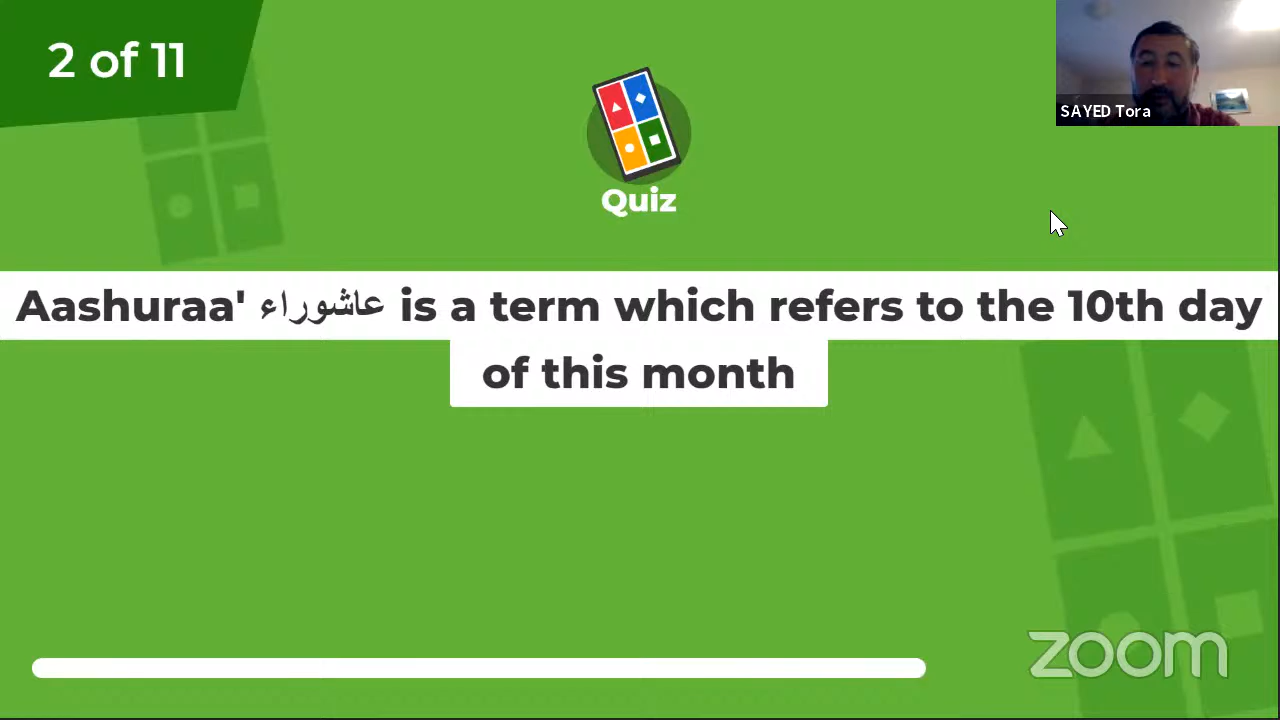 2 of 11
SAYED Tora
Quiz
Aashuraa' عاشوراء is a term which refers to the 10th day
of this month
zoom